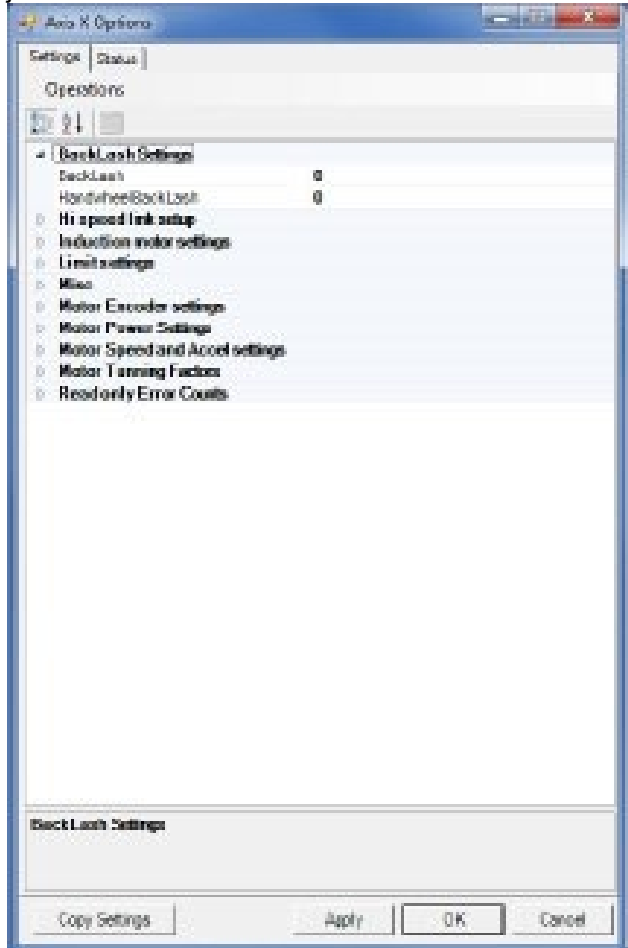 Axis X Options
Settings Status
Operations
BackLash Settings
BackLash 0
HandwheelBackLash 0
Hi speed link setup
Induction motor settings
Limit settings
Misc
Motor Encoder settings
Motor Power Settings
Motor Speed and Accel settings
Motor Tunning Factors
Readonly Error Counts
BackLash Settings
Copy Settings Apply OK Cancel